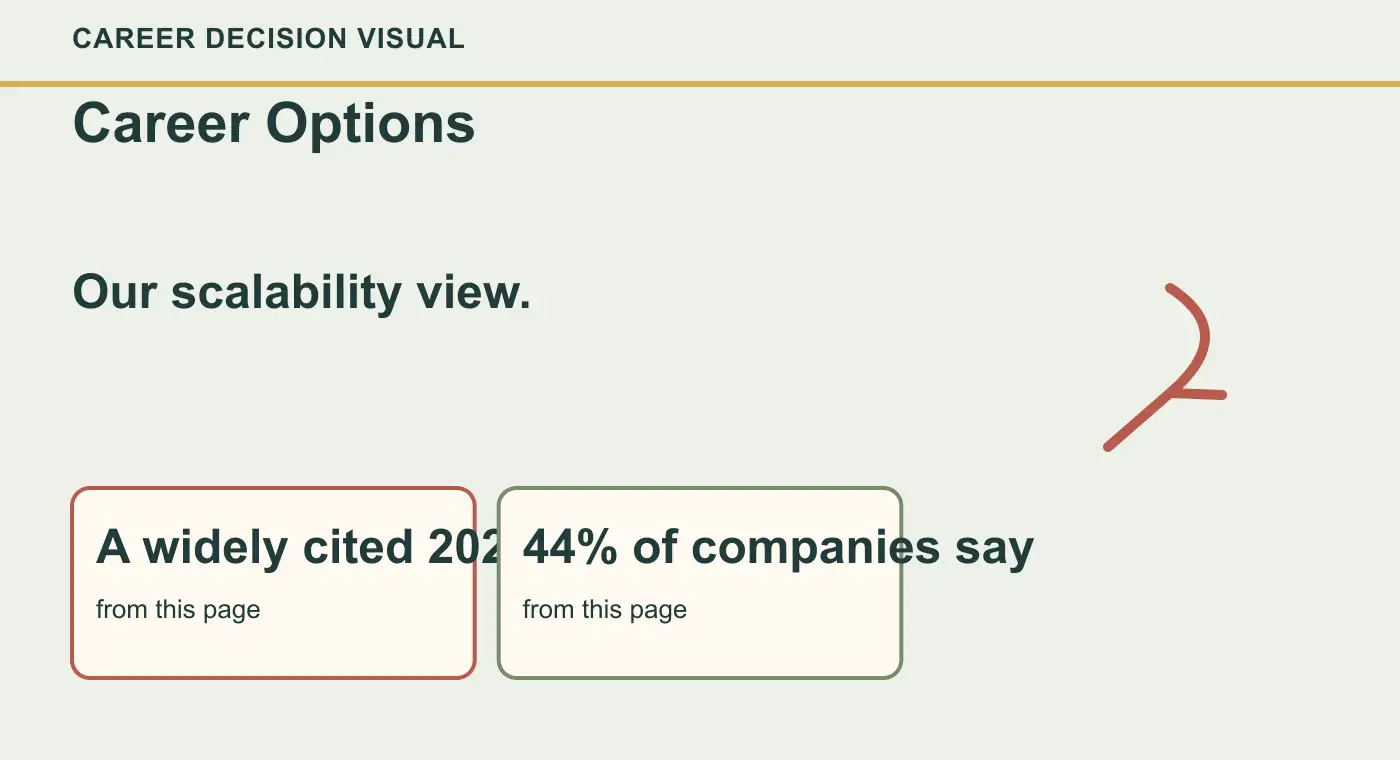 CAREER DECISION VISUAL
Career Options
Our scalability view.
A widely cited 202
44% of companies say
from this page
from this page